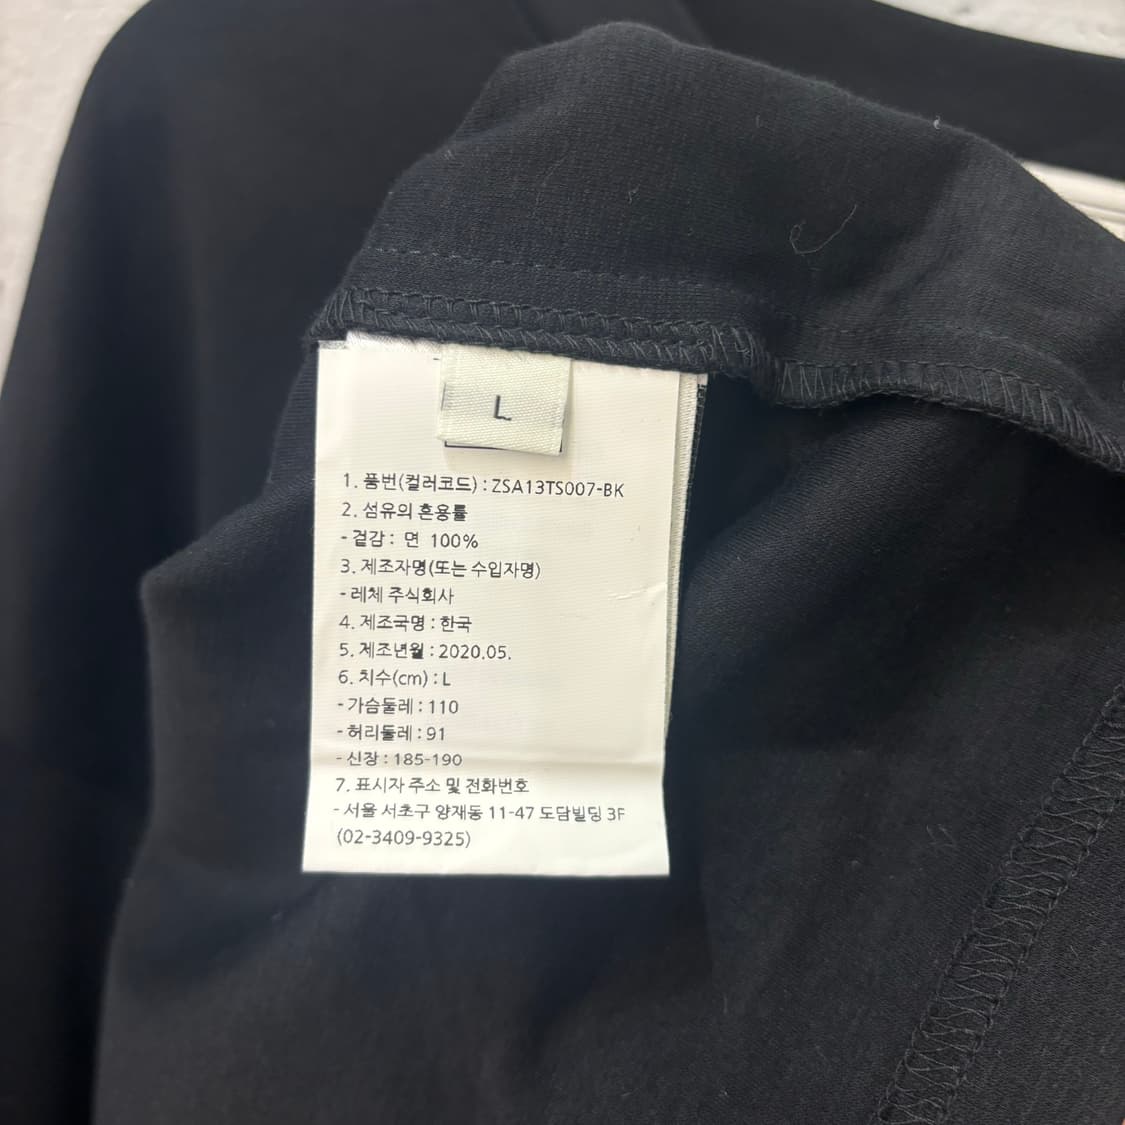 L
1. 품번(컬러코드) : ZSA13TS007-BK
2. 섬유의 혼용률
- 겉감 : 면 100%
3. 제조자명(또는 수입자명)
- 레체 주식회사
4. 제조국명 : 한국
5. 제조년월 : 2020.05.
6. 치수(cm) : L
- 가슴둘레 : 110
- 허리둘레 : 91
- 신장 : 185-190
7. 표시자 주소 및 전화번호
- 서울 서초구 양재동 11-47 도담빌딩 3F
(02-3409-9325)